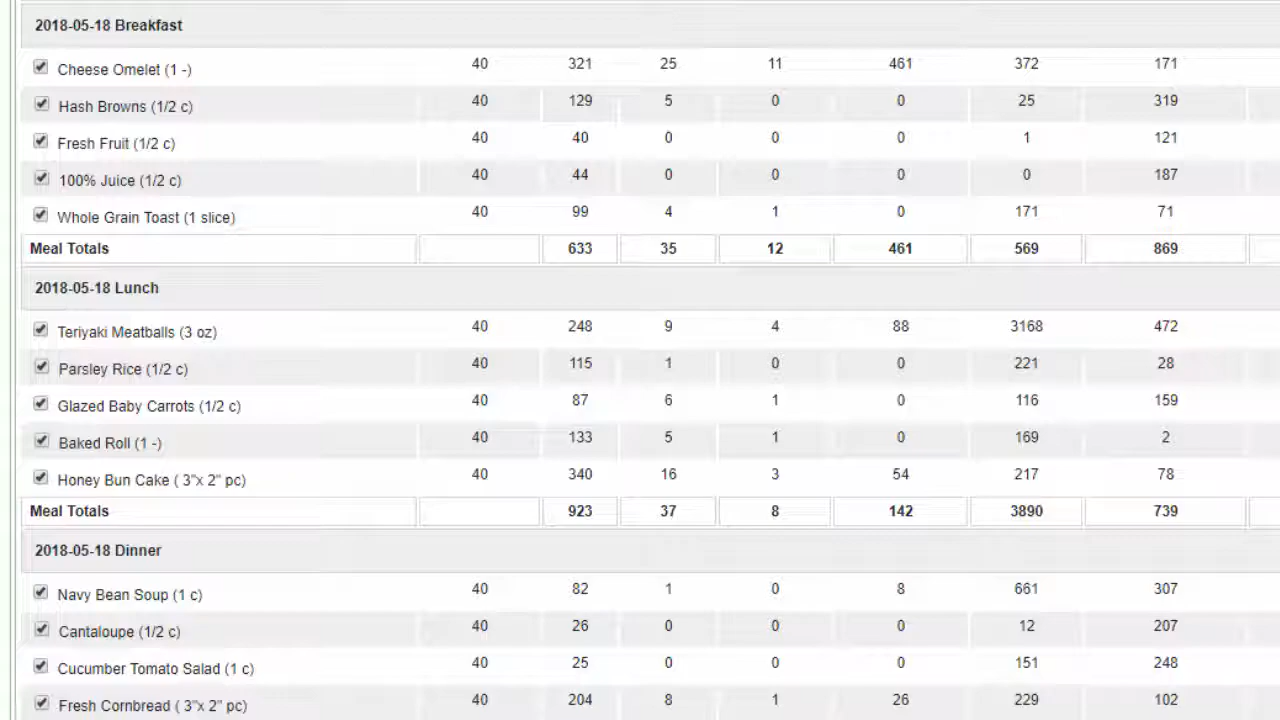 2018-05-18 Breakfast
Cheese Omelet (1 -) 40 321 25 11 461 372 171
Hash Browns (1/2 c) 40 129 5 0 0 25 319
Fresh Fruit (1/2 c) 40 40 0 0 0 1 121
100% Juice (1/2 c) 40 44 0 0 0 0 187
Whole Grain Toast (1 slice) 40 99 4 1 0 171 71
Meal Totals 633 35 12 461 569 869
2018-05-18 Lunch
Teriyaki Meatballs (3 oz) 40 248 9 4 88 3168 472
Parsley Rice (1/2 c) 40 115 1 0 0 221 28
Glazed Baby Carrots (1/2 c) 40 87 6 1 0 116 159
Baked Roll (1 -) 40 133 5 1 0 169 2
Honey Bun Cake ( 3"x 2" pc) 40 340 16 3 54 217 78
Meal Totals 923 37 8 142 3890 739
2018-05-18 Dinner
Navy Bean Soup (1 c) 40 82 1 0 8 661 307
Cantaloupe (1/2 c) 40 26 0 0 0 12 207
Cucumber Tomato Salad (1 c) 40 25 0 0 0 151 248
Fresh Cornbread ( 3"x 2" pc) 40 204 8 1 26 229 102